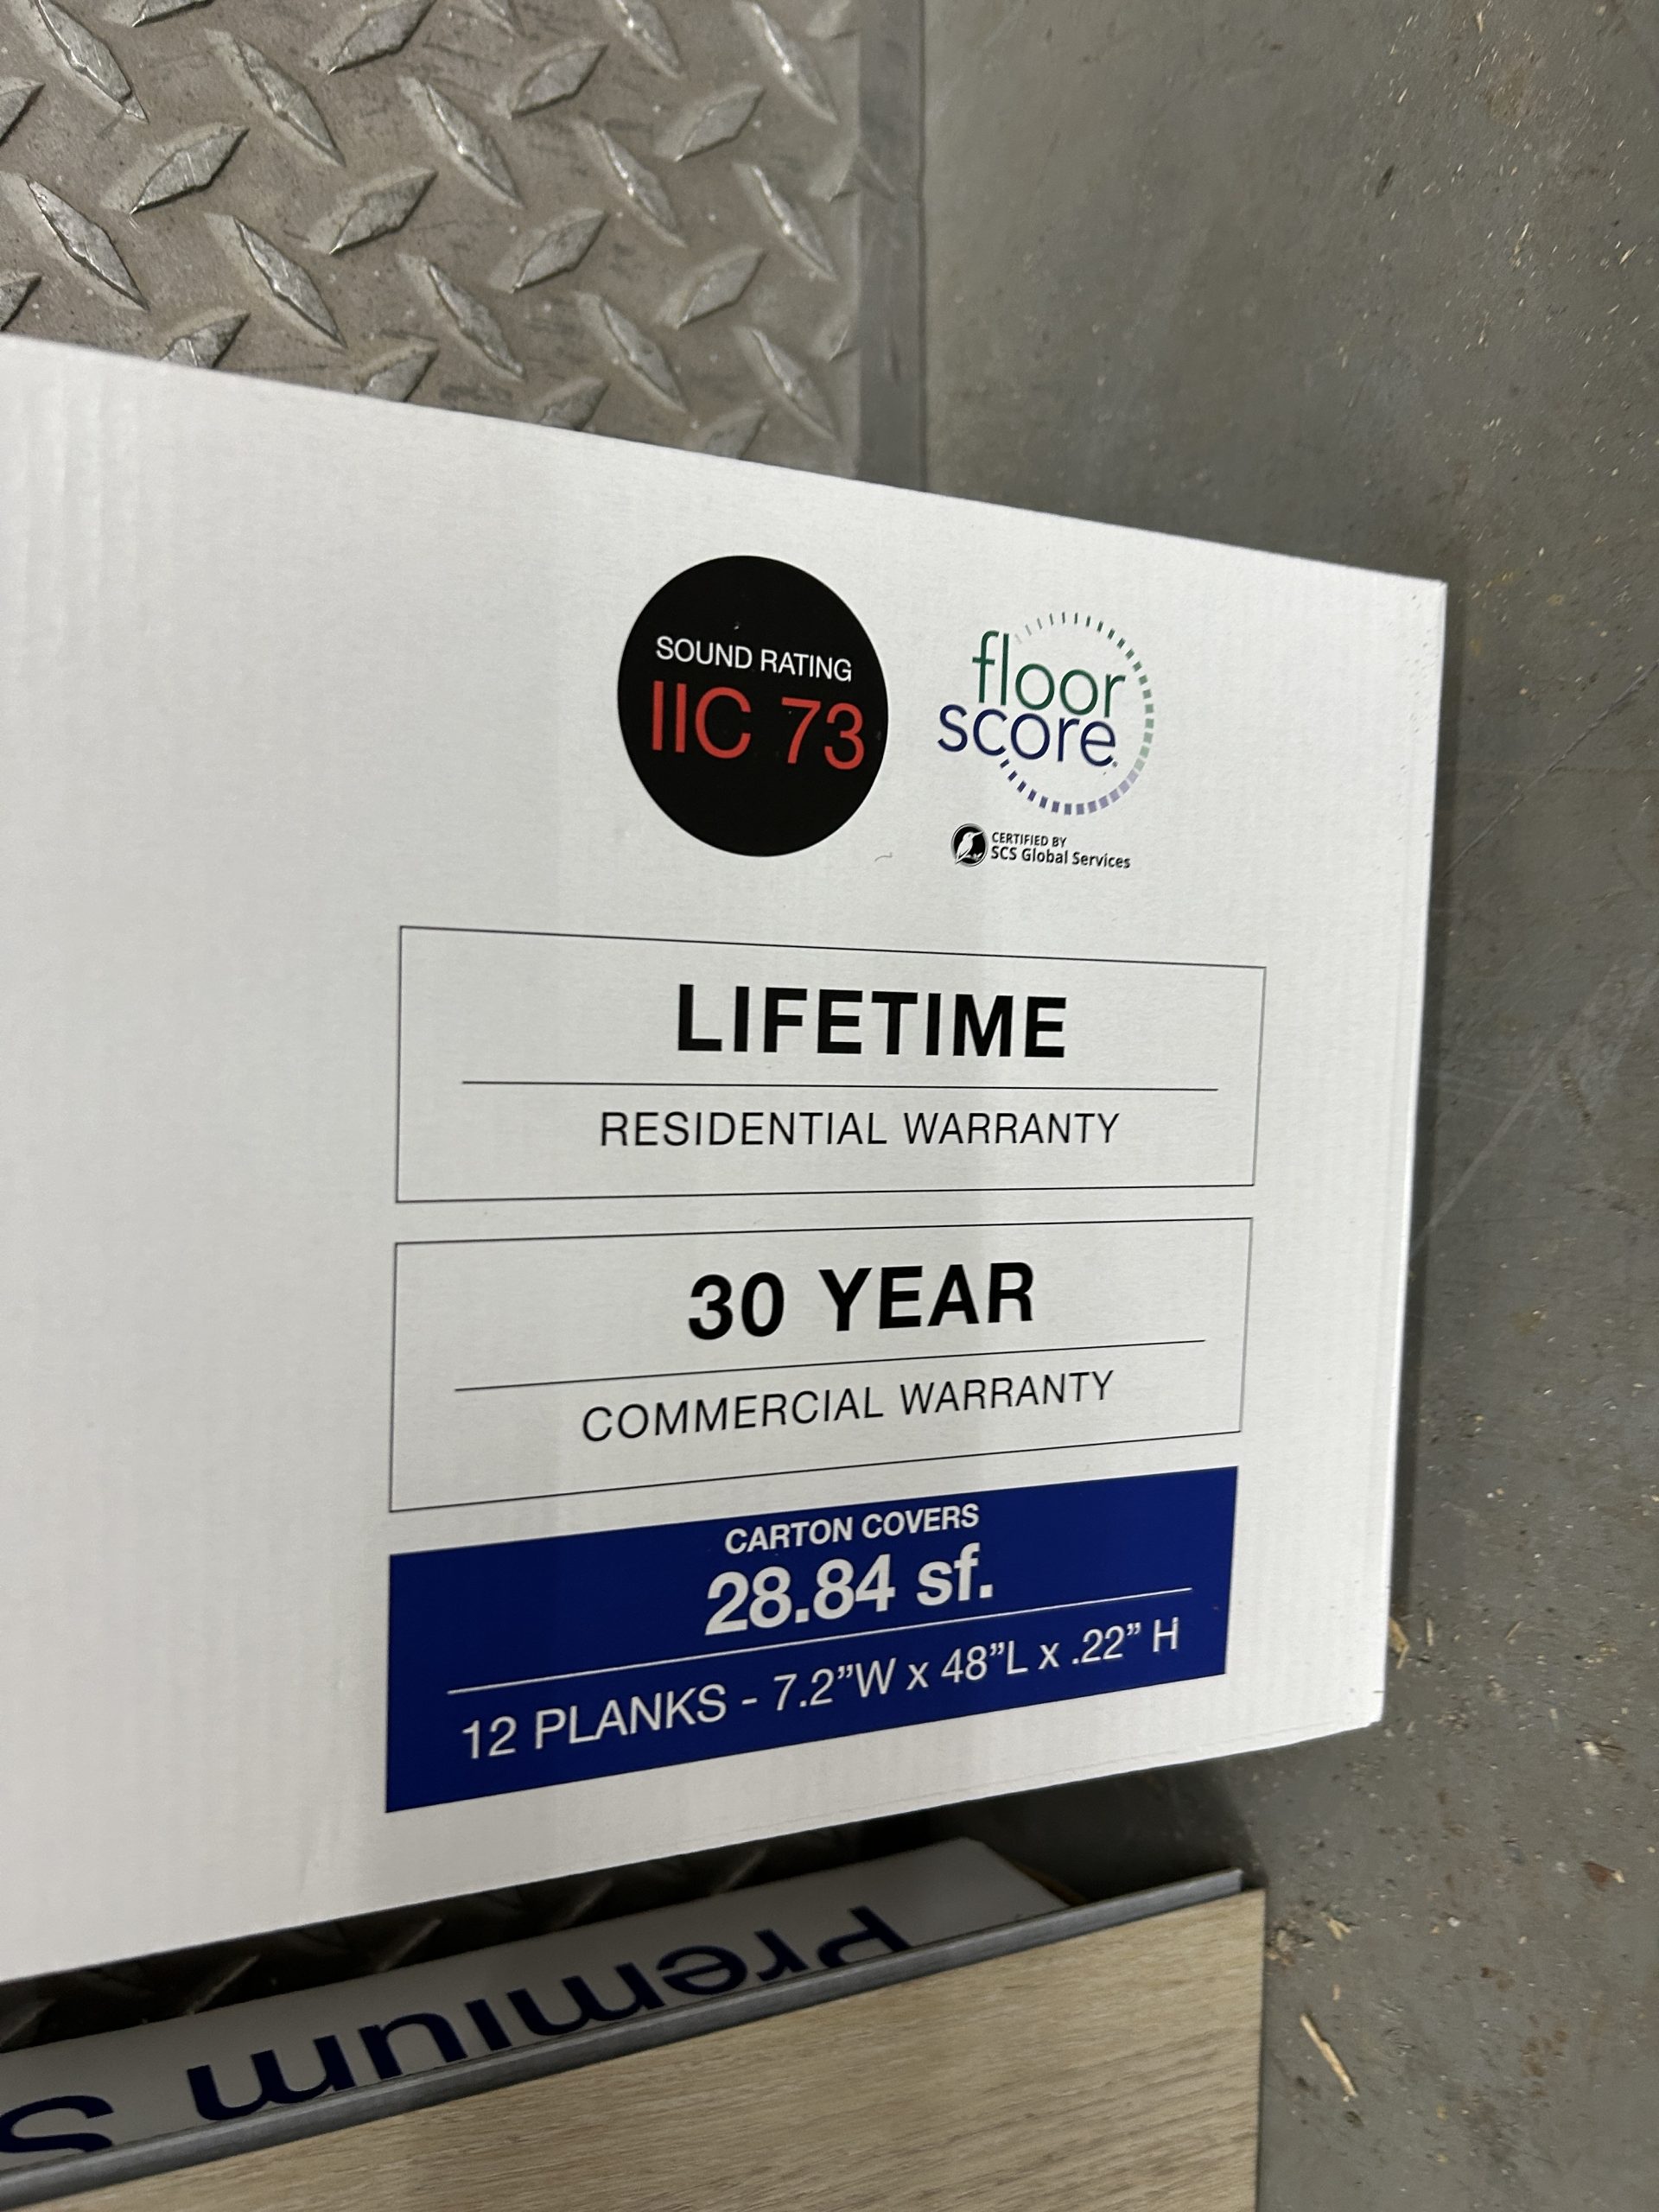 SOUND RATING
IIC 73
floor
score
CERTIFIED BY
SCS Global Services
LIFETIME
RESIDENTIAL WARRANTY
30 YEAR
COMMERCIAL WARRANTY
CARTON COVERS
28.84 sf.
12 PLANKS - 7.2”W x 48”L x .22” H
Premium S